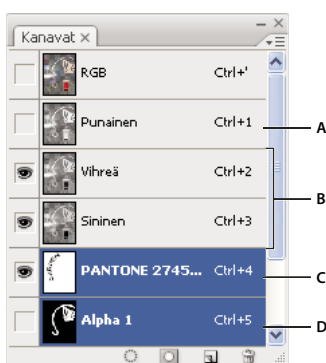 Kanavat ×
RGB Ctrl+'
Punainen Ctrl+1
A
Vihreä Ctrl+2
B
Sininen Ctrl+3
PANTONE 2745... Ctrl+4
C
Alpha 1 Ctrl+5
D